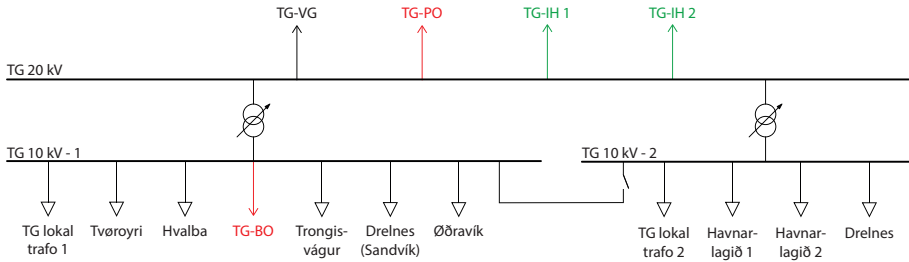 TG-VG
TG-PO
TG-IH 1
TG-IH 2
TG 20 kV
TG 10 kV - 1
TG 10 kV - 2
TG lokal
trafo 1
Tvøroyri
Hvalba
TG-BO
Trongis-
vágur
Drelnes
(Sandvík)
Øðravík
TG lokal
trafo 2
Havnar-
lagið 1
Havnar-
lagið 2
Drelnes